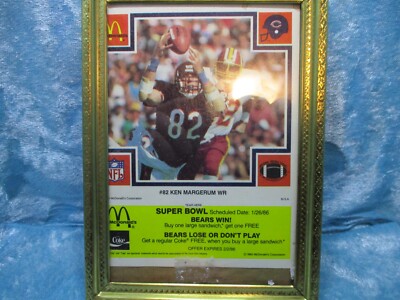 82
NFL
#82 KEN MARGERUM WR
McDonald's
SUPER BOWL Scheduled Date: 1/26/86
BEARS WIN!
Buy one large sandwich, get one FREE
Coke
BEARS LOSE OR DON'T PLAY
Get a regular Coke FREE, when you buy a large sandwich.
OFFER EXPIRES 2/2/86